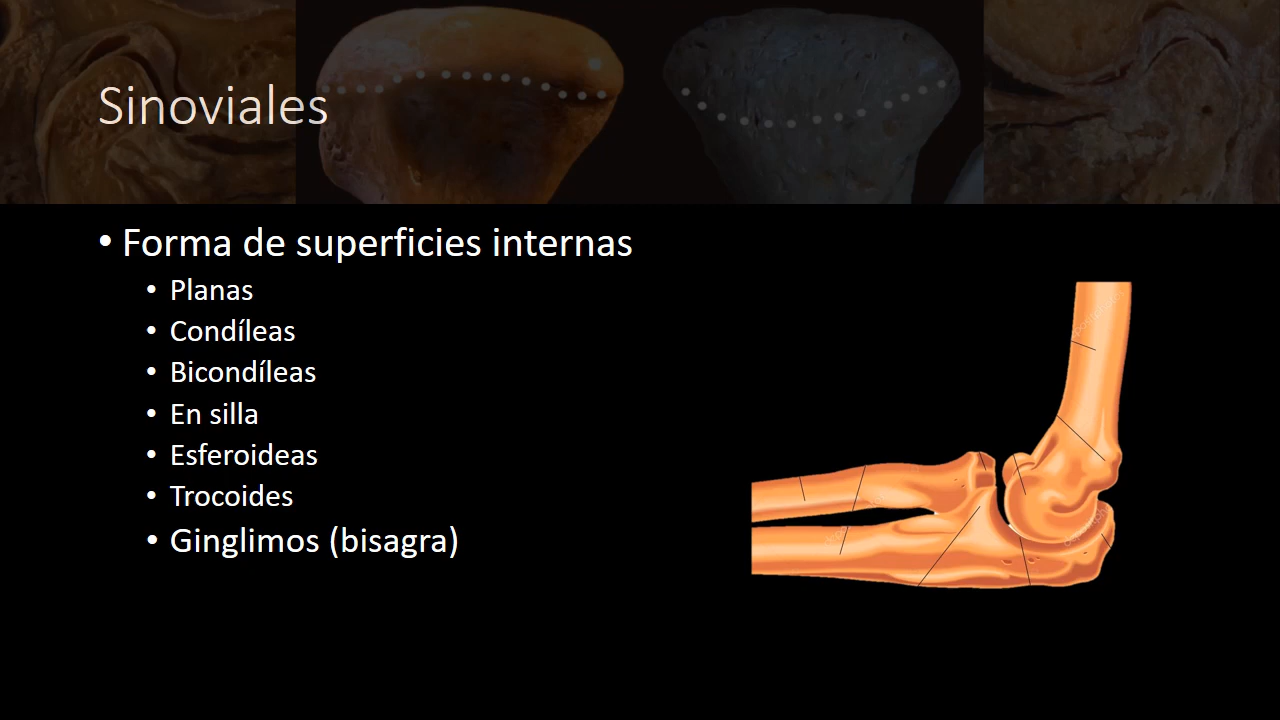 Sinoviales
• Forma de superficies internas
• Planas
• Condíleas
• Bicondíleas
• En silla
• Esferoideas
• Trocoides
• Ginglimos (bisagra)